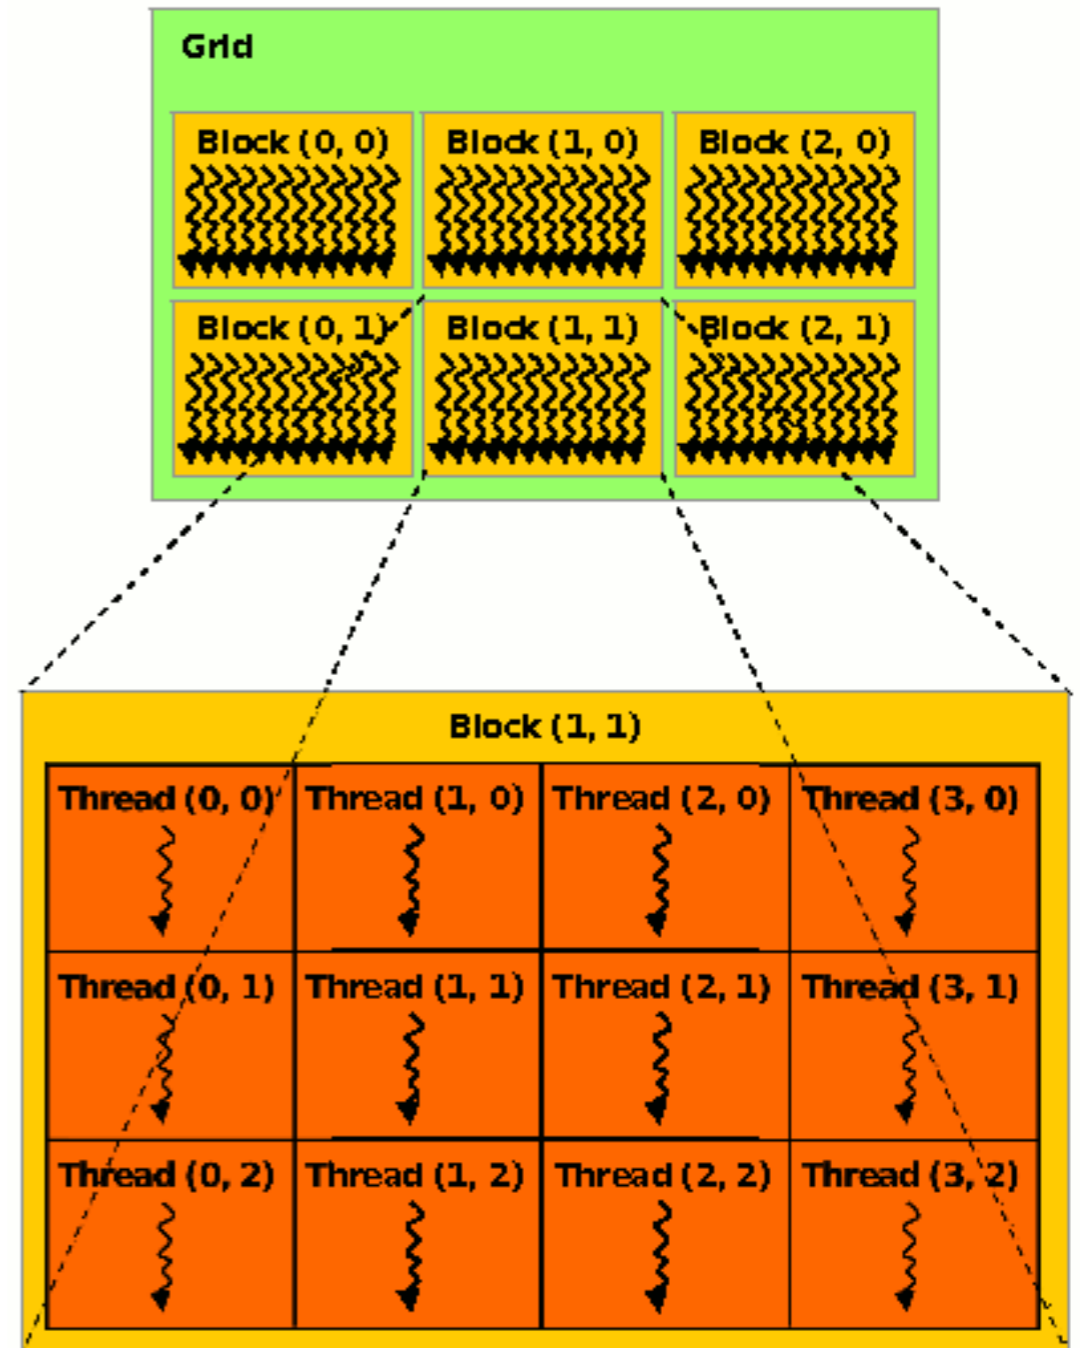 Grid
Block (0, 0) Block (1, 0) Block (2, 0)
Block (0, 1) Block (1, 1) Block (2, 1)
Block (1, 1)
Thread (0, 0) Thread (1, 0) Thread (2, 0) Thread (3, 0)
Thread (0, 1) Thread (1, 1) Thread (2, 1) Thread (3, 1)
Thread (0, 2) Thread (1, 2) Thread (2, 2) Thread (3, 2)